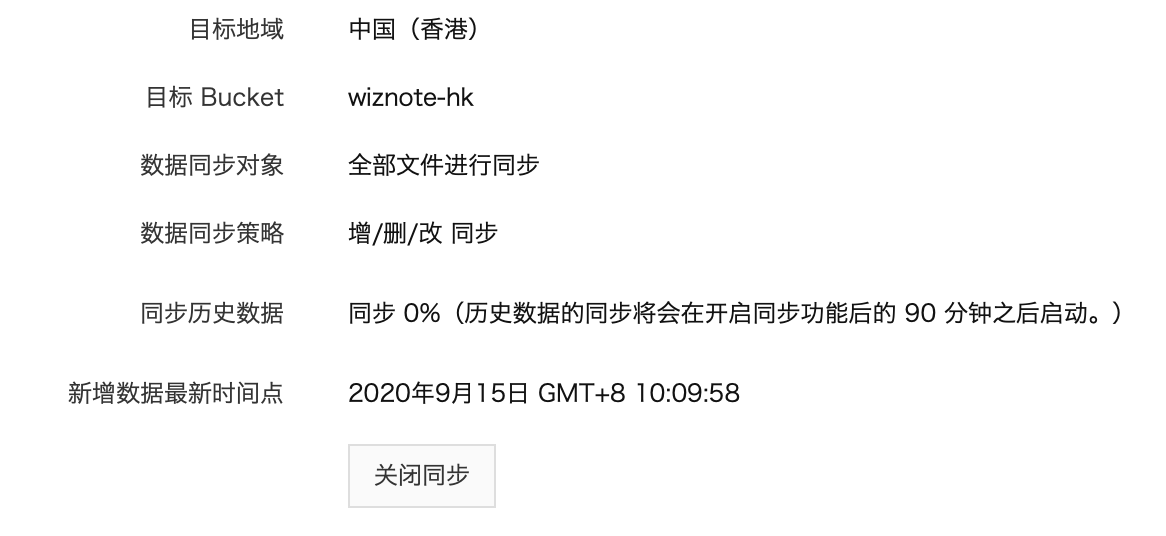 目标地域 中国（香港）
目标 Bucket wiznote-hk
数据同步对象 全部文件进行同步
数据同步策略 增/删/改 同步
同步历史数据 同步 0%（历史数据的同步将会在开启同步功能后的 90 分钟之后启动。）
新增数据最新时间点 2020年9月15日 GMT+8 10:09:58
关闭同步